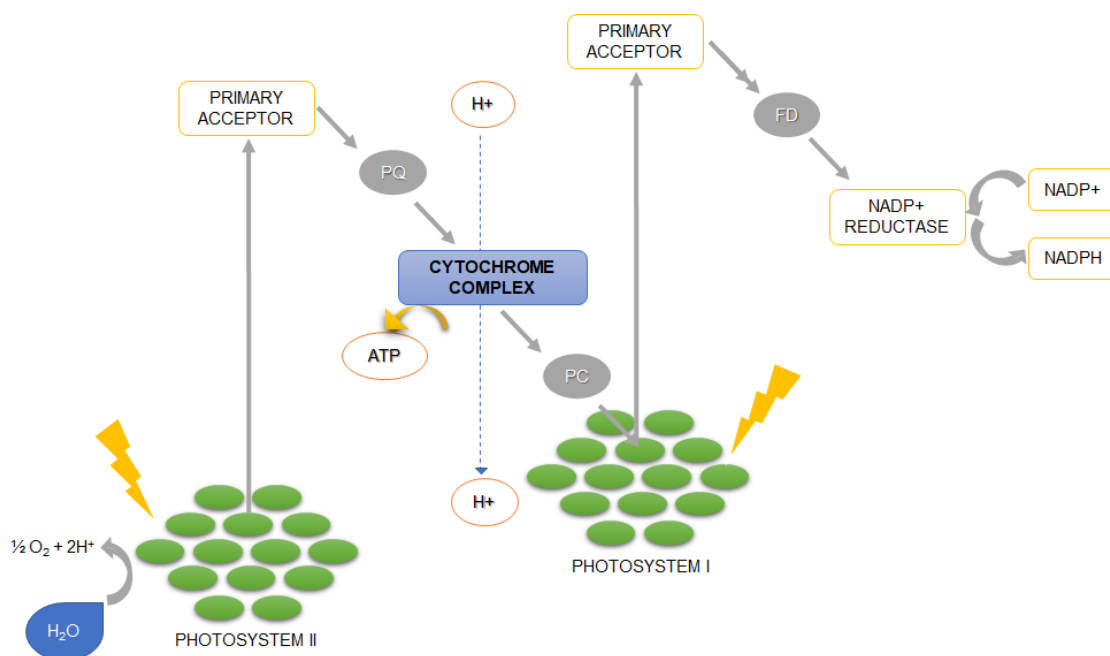 PRIMARY
ACCEPTOR
PRIMARY
ACCEPTOR
H+
FD
PQ
NADP+
REDUCTASE
NADP+
NADPH
CYTOCHROME
COMPLEX
ATP
PC
H+
½ O₂ + 2H⁺
H₂O
PHOTOSYSTEM II
PHOTOSYSTEM I